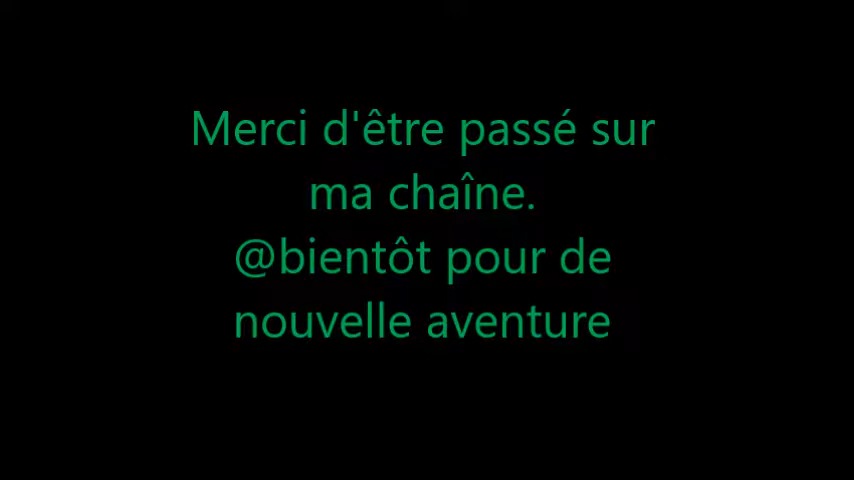 Merci d'être passé sur
ma chaîne.
@bientôt pour de
nouvelle aventure